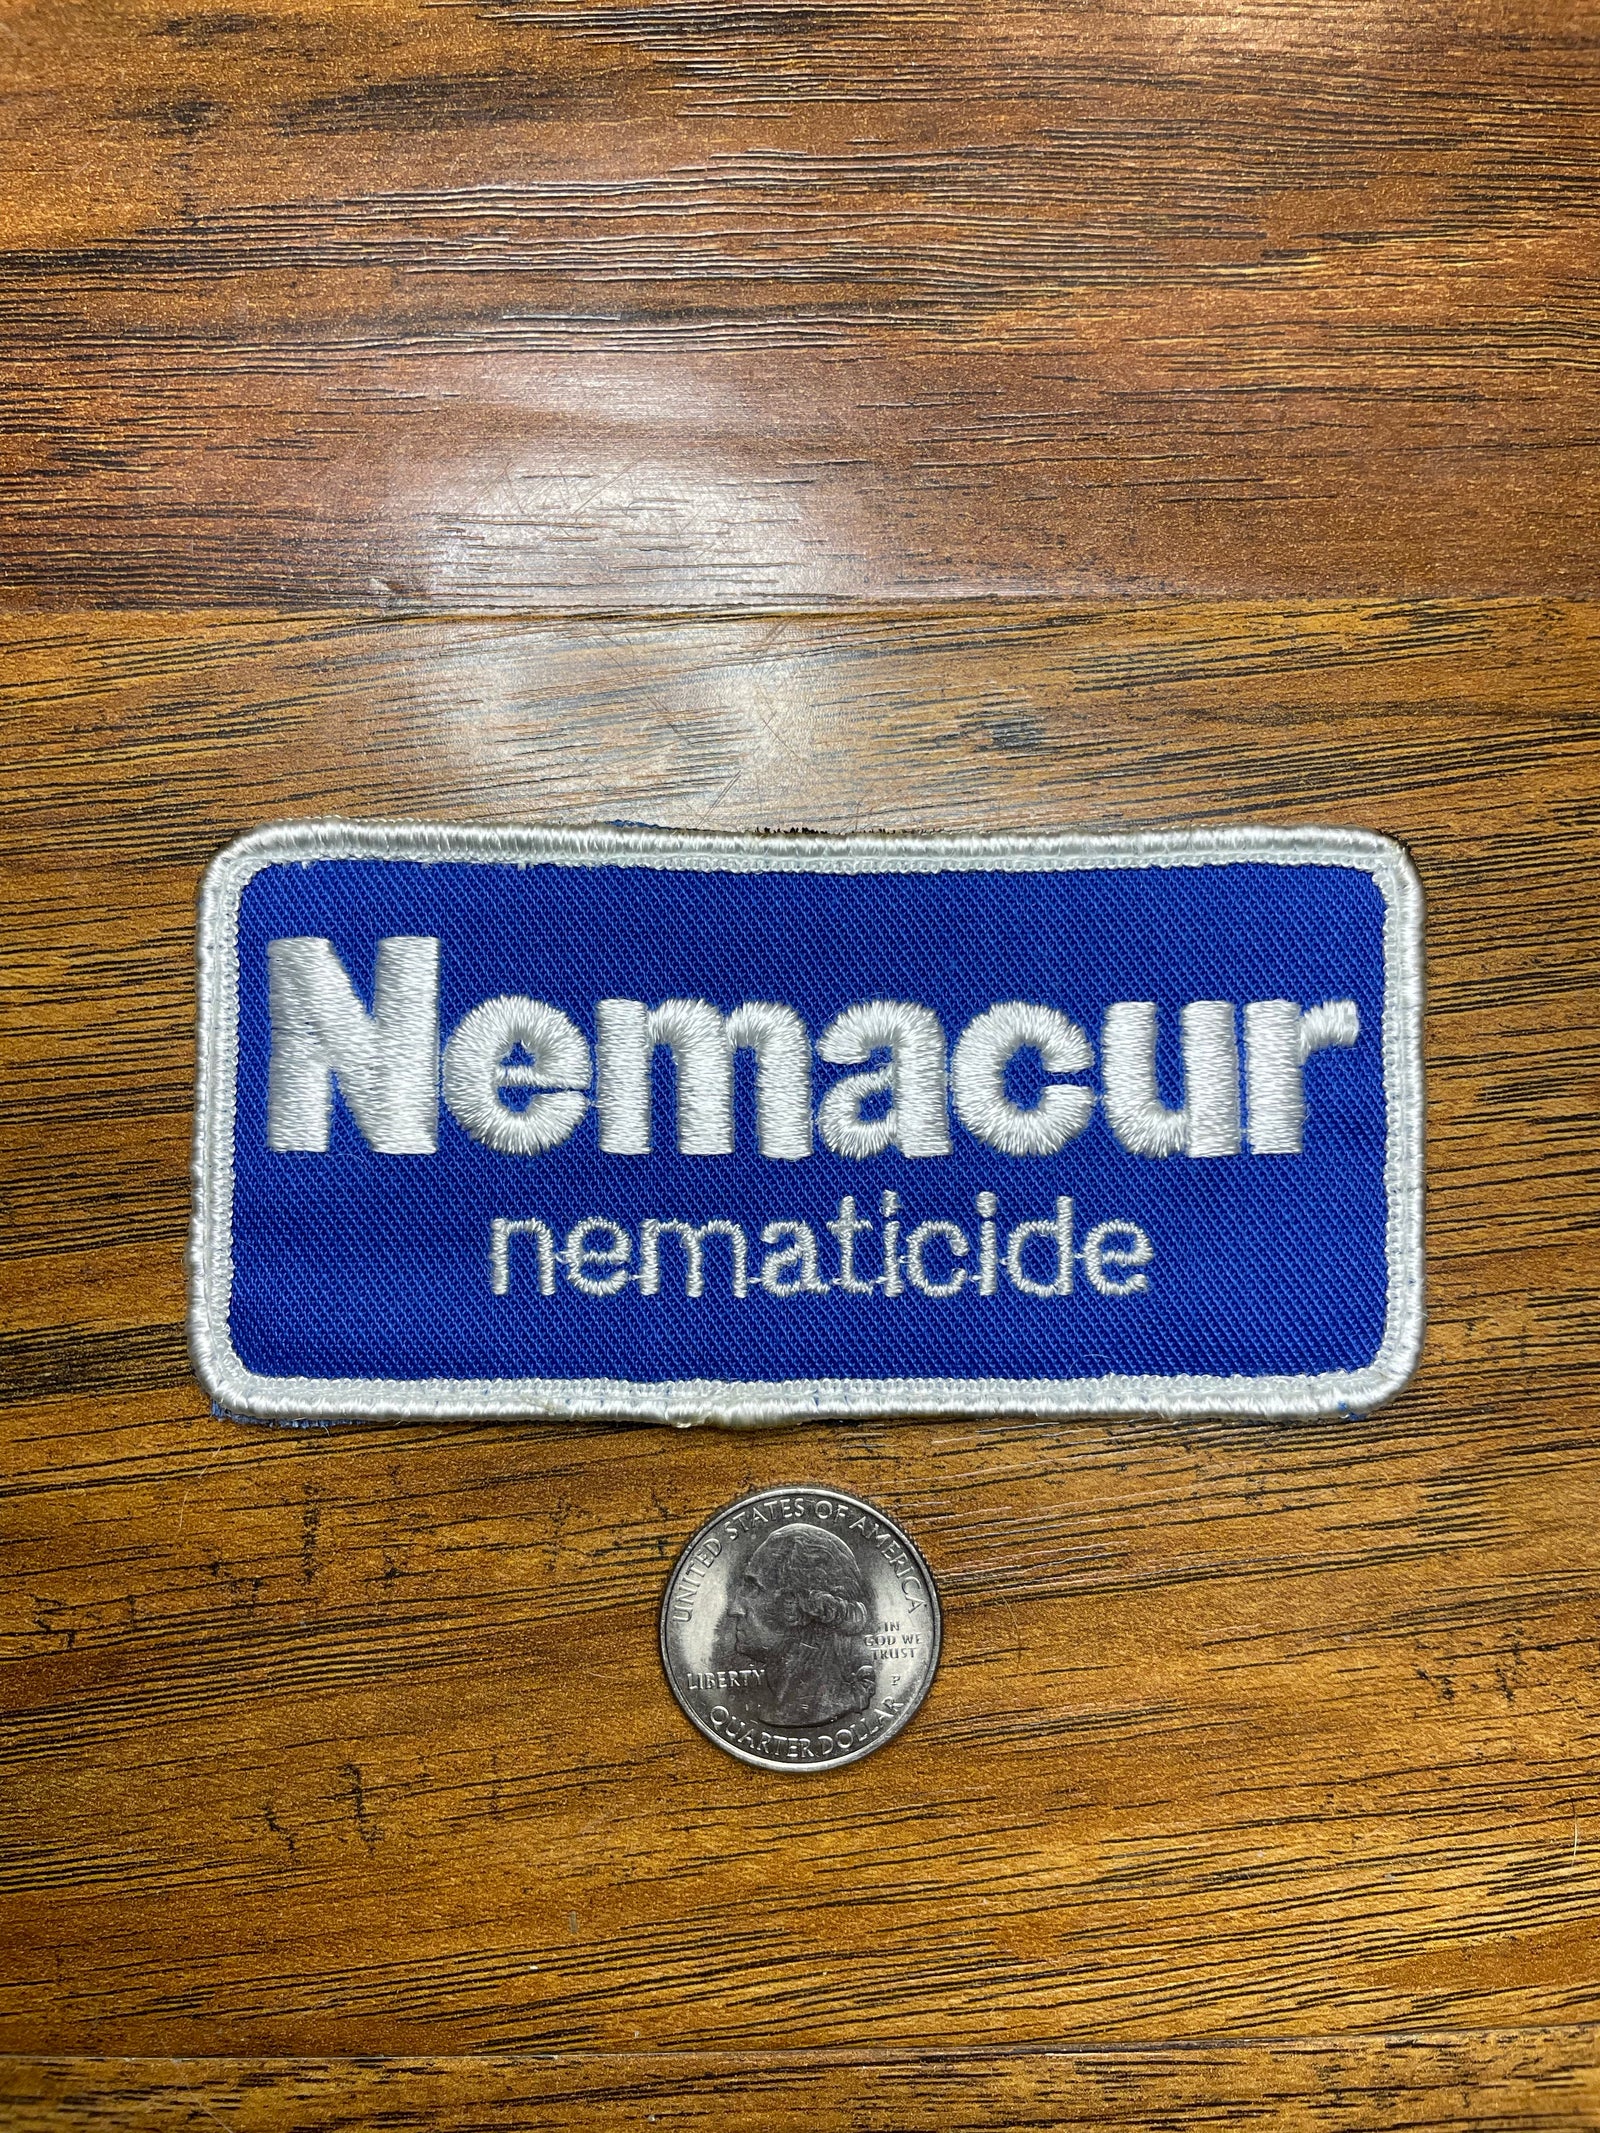 Nemacur
nematicide
UNITED STATES OF AMERICA
IN
GOD WE
TRUST
LIBERTY
P
QUARTER DOLLAR